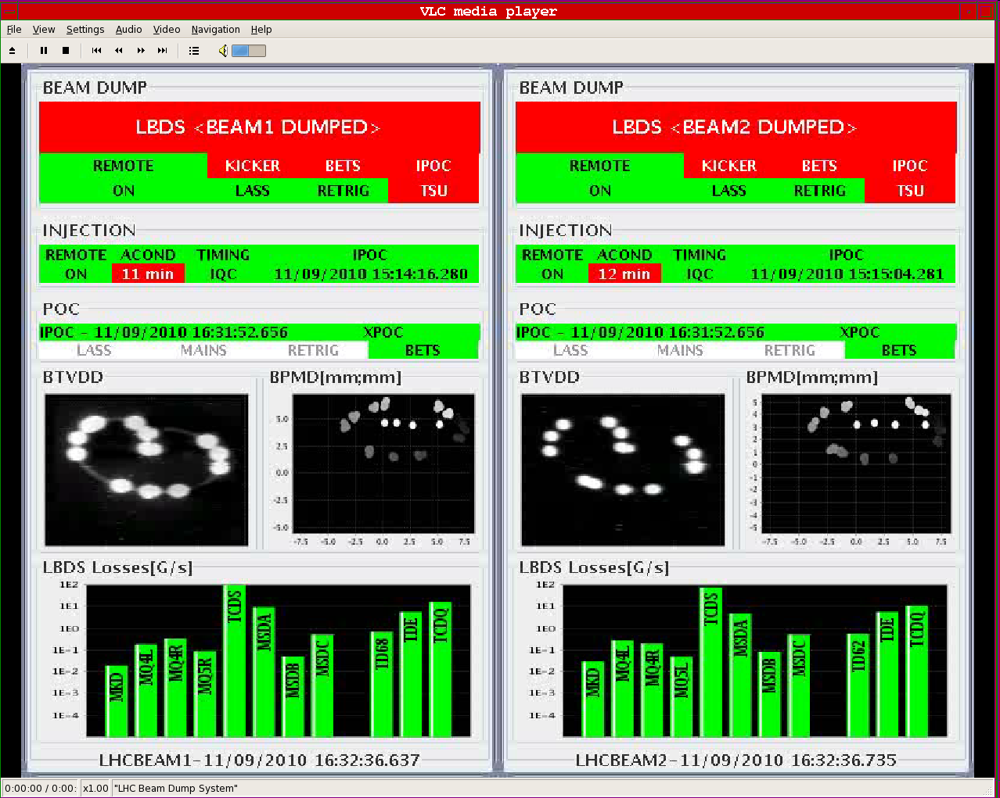 VLC media player
File View Settings Audio Video Navigation Help
BEAM DUMP
LBDS <BEAM1 DUMPED>
REMOTE KICKER BETS IPOC
ON LASS RETRIG TSU
INJECTION
REMOTE ACOND TIMING IPOC
ON 11 min IQC 11/09/2010 15:14:16.280
POC
IPOC - 11/09/2010 16:31:52.656 XPOC
LASS MAINS RETRIG BETS
BTVDD BPMD[mm;mm]
5.0
2.5
0.0
-2.5
-5.0
-7.5 -5.0 -2.5 0.0 2.5 5.0 7.5
LBDS Losses[G/s]
1E2
1E1
1E0
1E-1
1E-2
1E-3
1E-4
MKD MQ4L MQ4R MQ5R TCDS MSDA MSDB MSDC TD68 TDE TCDQ
LHCBEAM1-11/09/2010 16:32:36.637
BEAM DUMP
LBDS <BEAM2 DUMPED>
REMOTE KICKER BETS IPOC
ON LASS RETRIG TSU
INJECTION
REMOTE ACOND TIMING IPOC
ON 12 min IQC 11/09/2010 15:15:04.281
POC
IPOC - 11/09/2010 16:31:52.656 XPOC
LASS MAINS RETRIG BETS
BTVDD BPMD[mm;mm]
5
4
3
2
1
0
-1
-2
-3
-4
-5
-7.5 -5.0 -2.5 0.0 2.5 5.0 7.5
LBDS Losses[G/s]
1E2
1E1
1E0
1E-1
1E-2
1E-3
1E-4
MKD MQ4L MQ4R MQ5L TCDS MSDA MSDB MSDC TD62 TDE TCDQ
LHCBEAM2-11/09/2010 16:32:36.735
0:00:00 / 0:00: x1.00 "LHC Beam Dump System"